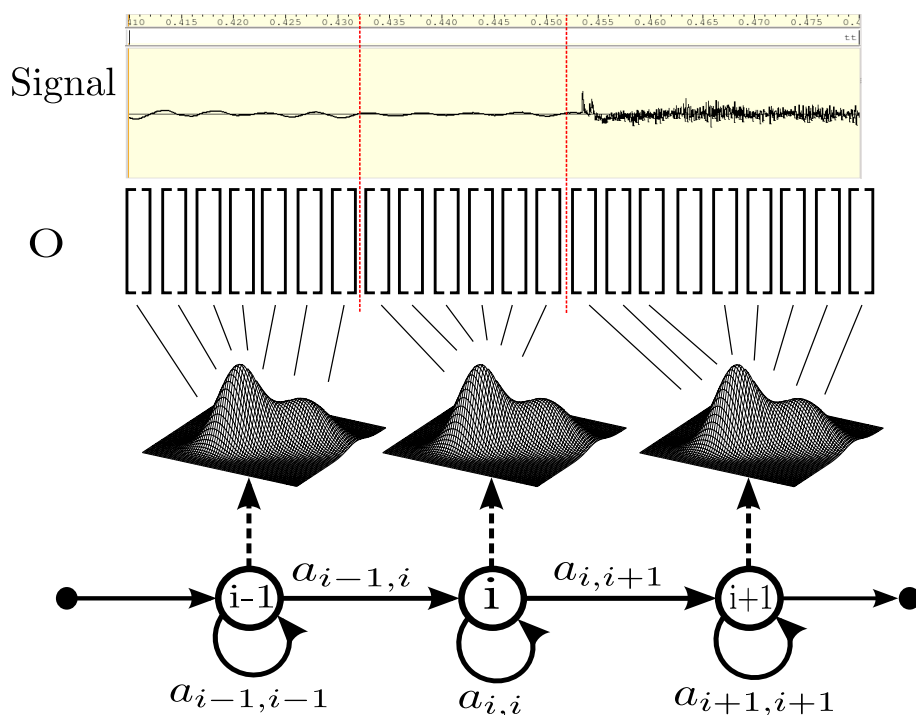 410 0.415 0.420 0.425 0.430 0.435 0.440 0.445 0.450 0.455 0.460 0.465 0.470 0.475 0.4
tt
Signal
O
a_{i-1,i} a_{i,i+1}
i-1 i i+1
a_{i-1,i-1} a_{i,i} a_{i+1,i+1}